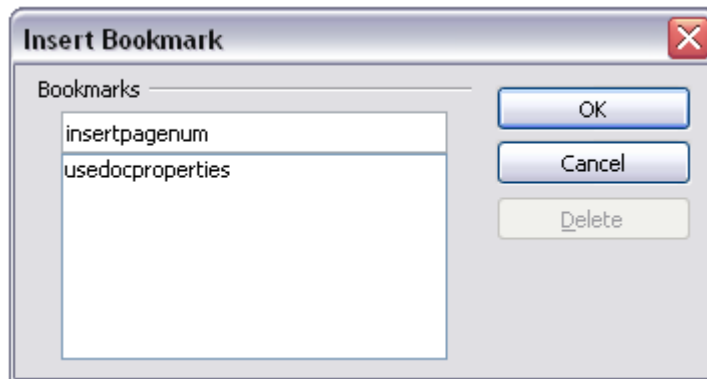 Insert Bookmark
Bookmarks
insertpagenum
usedocproperties
OK
Cancel
Delete